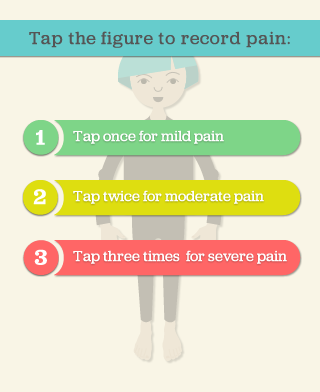 Tap the figure to record pain:
1 Tap once for mild pain
2 Tap twice for moderate pain
3 Tap three times for severe pain